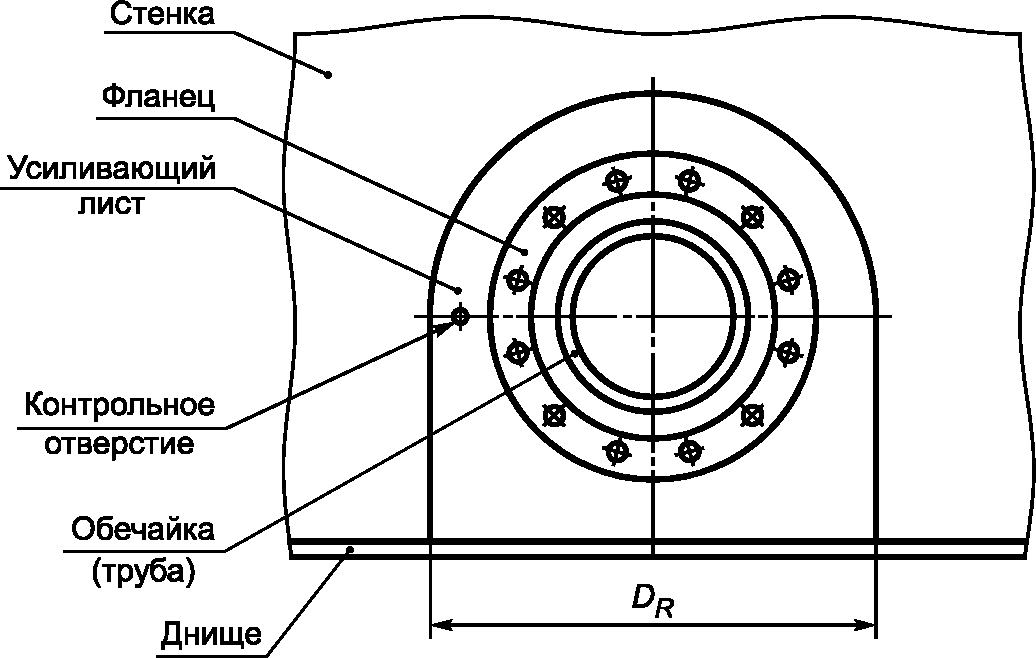 Стенка
Фланец
Усиливающий
лист
Контрольное
отверстие
Обечайка
(труба)
Днище
D_R